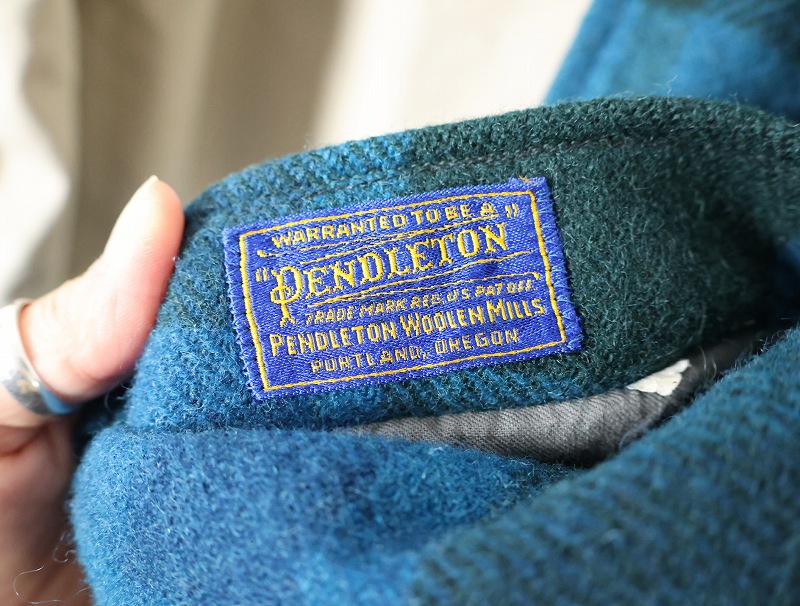 WARRANTED TO BE A
"PENDLETON"
TRADE MARK REG. U.S. PAT. OFF.
PENDLETON WOOLEN MILLS
PORTLAND, OREGON